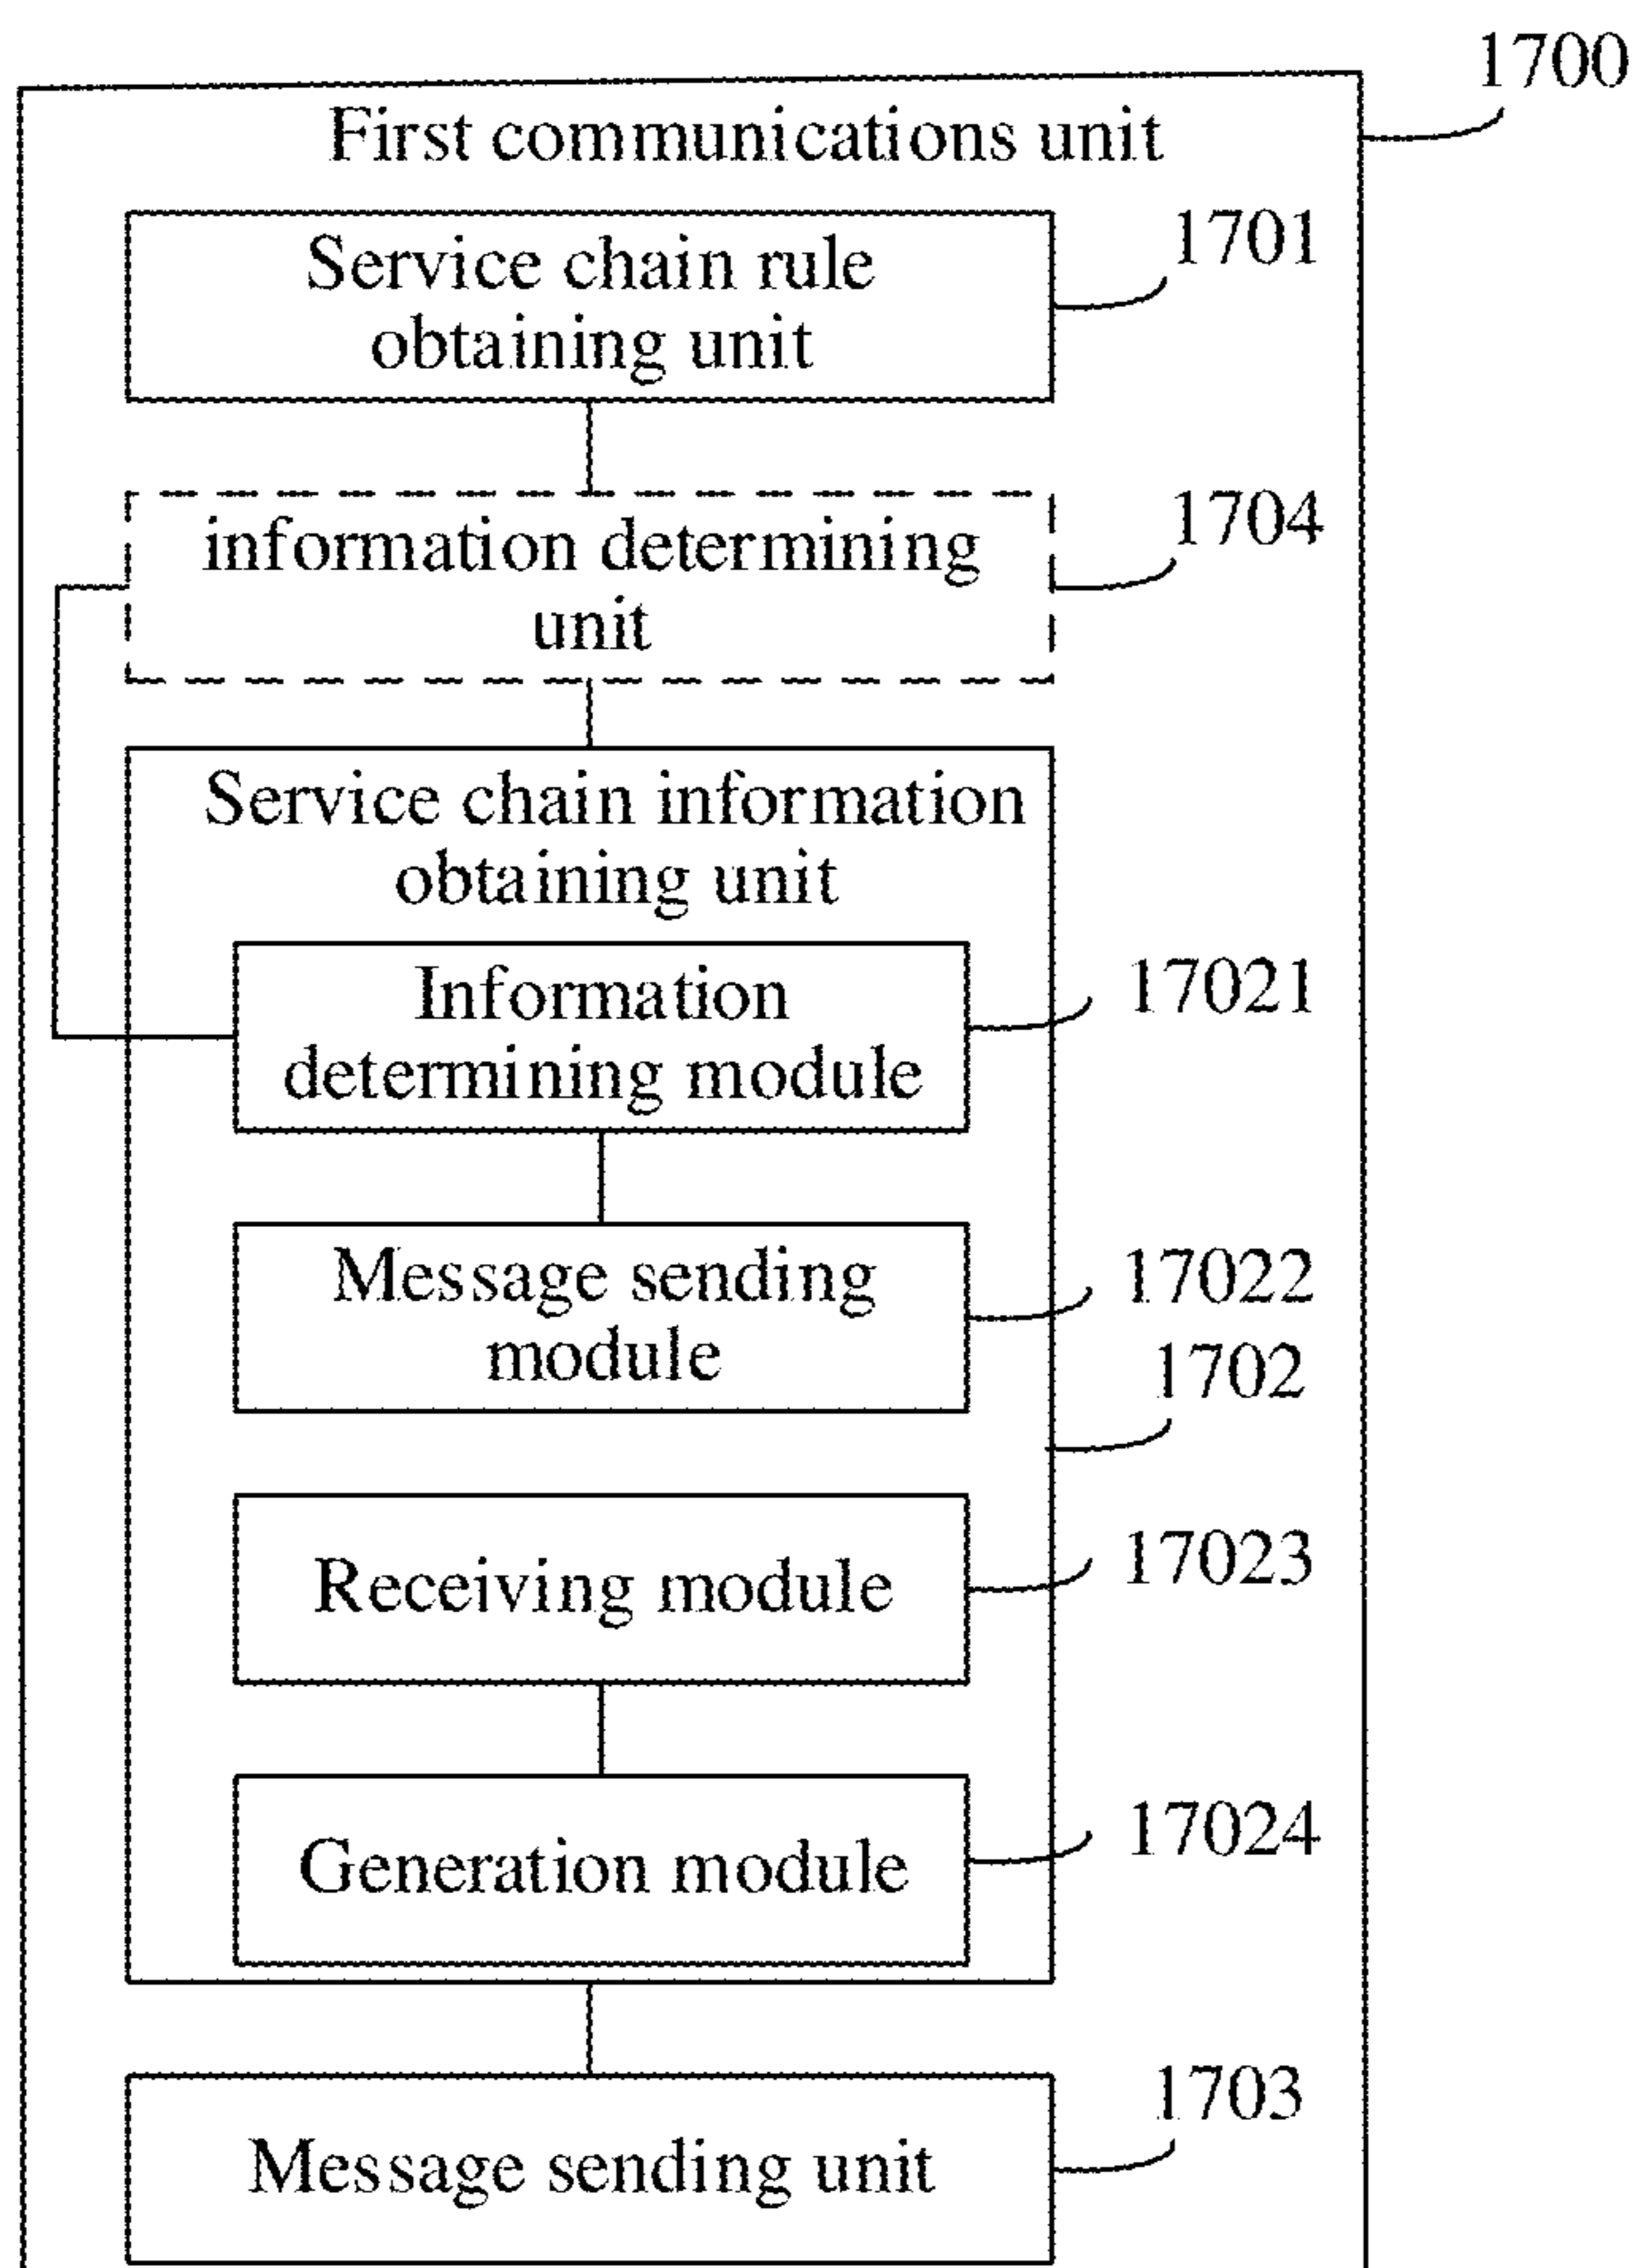 1700
First communications unit
Service chain rule
obtaining unit
1701
information determining
unit
1704
Service chain information
obtaining unit
Information
determining module
17021
Message sending
module
17022
1702
Receiving module
17023
Generation module
17024
Message sending unit
1703